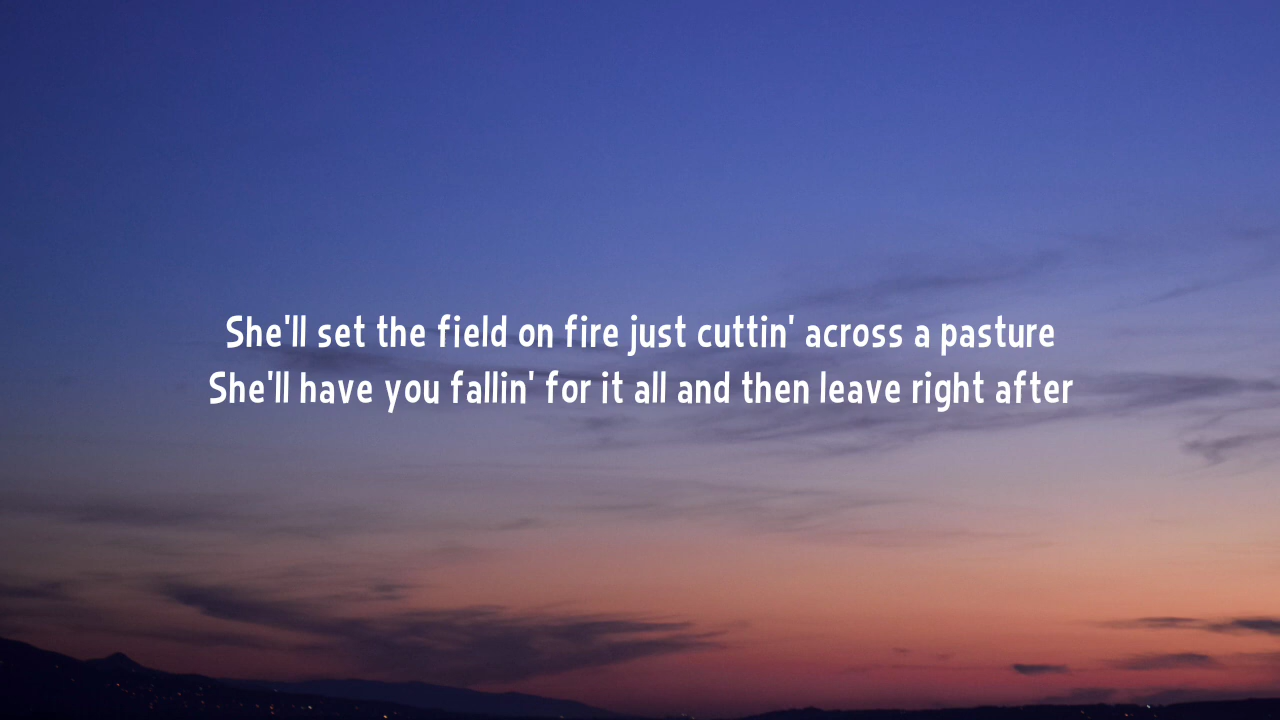 She'll set the field on fire just cuttin' across a pasture
She'll have you fallin' for it all and then leave right after